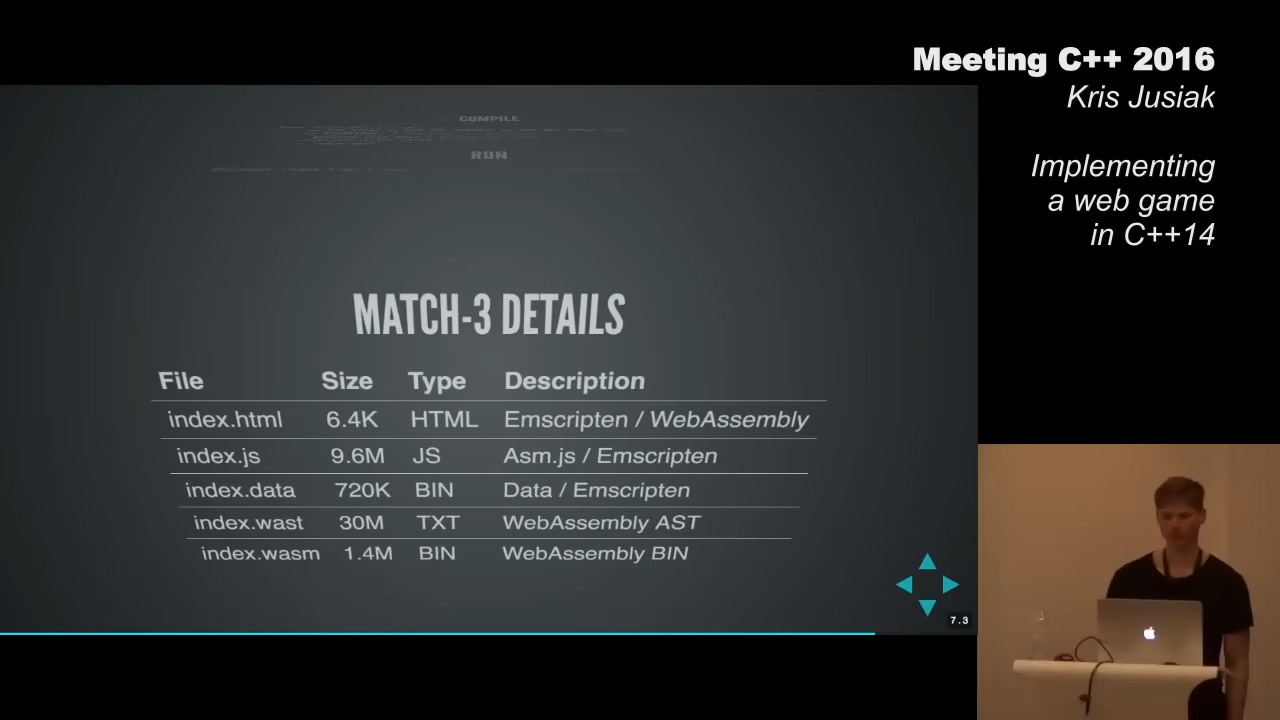 Meeting C++ 2016
Kris Jusiak
Implementing
a web game
in C++14
COMPILE
RUN
MATCH-3 DETAILS
File Size Type Description
index.html 6.4K HTML Emscripten / WebAssembly
index.js 9.6M JS Asm.js / Emscripten
index.data 720K BIN Data / Emscripten
index.wast 30M TXT WebAssembly AST
index.wasm 1.4M BIN WebAssembly BIN
7.3